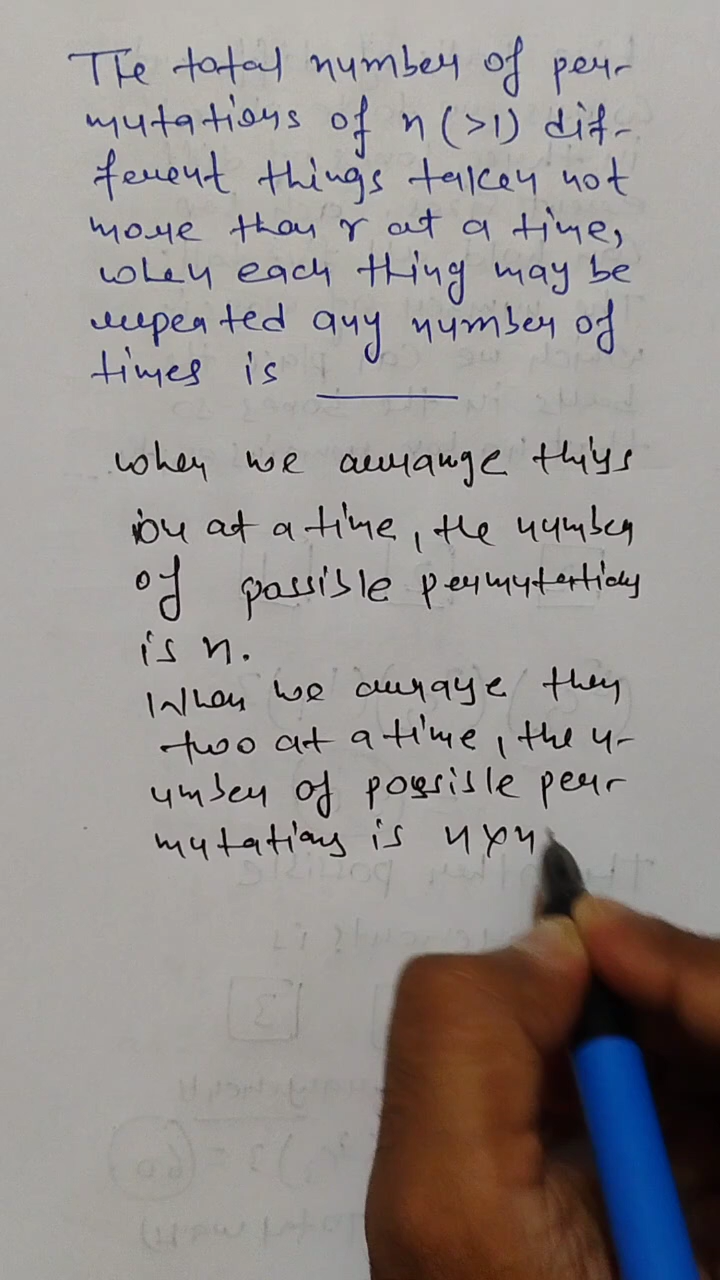 The total number of per-
mutations of n (>1) dif-
ferent things taken not
more than r at a time,
when each thing may be
repeated any number of
times is ______
when we arrange things
on at a time, the number
of possible permutations
is n.
When we arrange them
two at a time, the n-
umber of possible per-
mutations is n×n